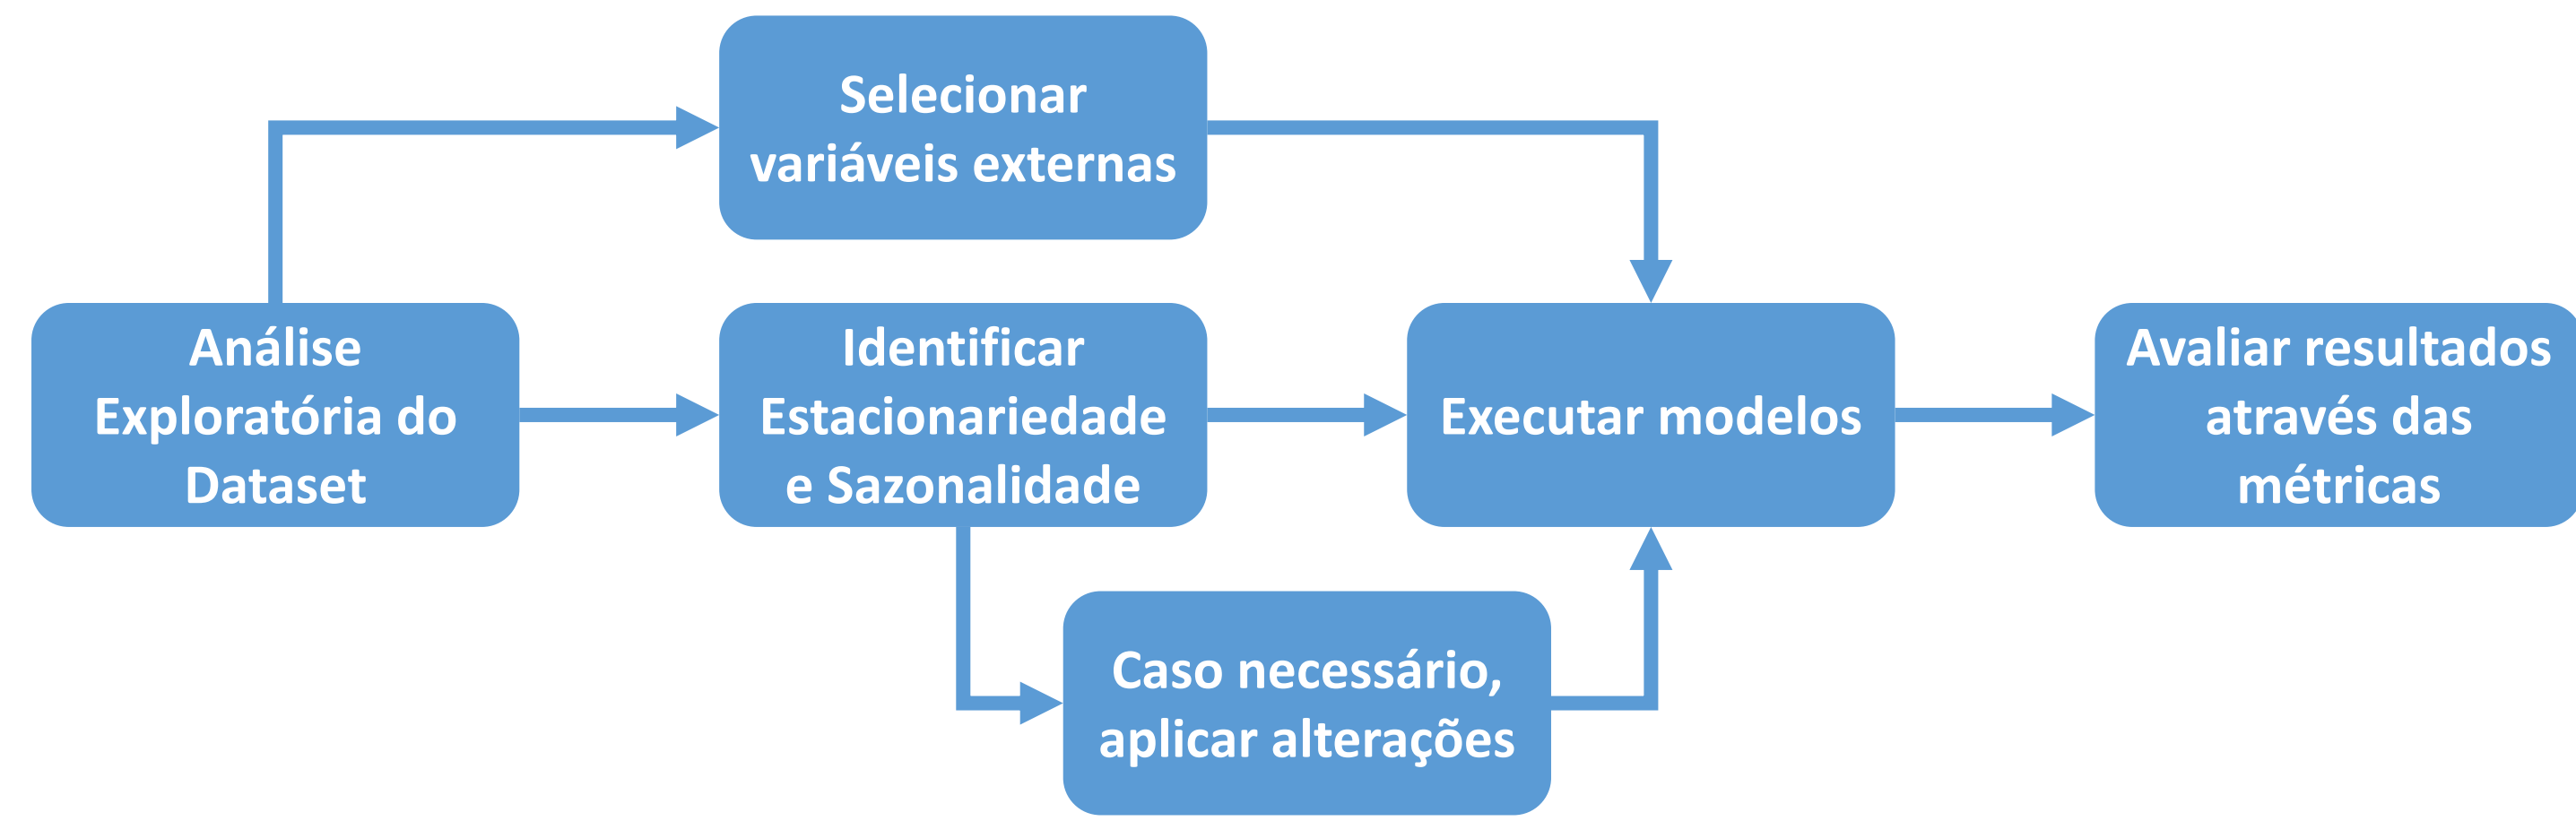 Selecionar
variáveis externas
Análise
Exploratória do
Dataset
Identificar
Estacionariedade
e Sazonalidade
Executar modelos
Avaliar resultados
através das
métricas
Caso necessário,
aplicar alterações